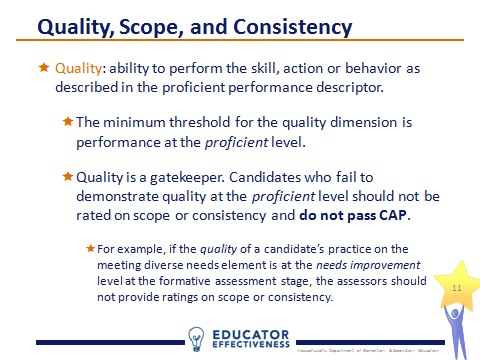 Quality, Scope, and Consistency
Quality: ability to perform the skill, action or behavior as
described in the proficient performance descriptor.
The minimum threshold for the quality dimension is
performance at the proficient level.
Quality is a gatekeeper. Candidates who fail to
demonstrate quality at the proficient level should not be
rated on scope or consistency and do not pass CAP.
For example, if the quality of a candidate's practice on the
meeting diverse needs element is at the needs improvement
level at the formative assessment stage, the assessors should
not provide ratings on scope or consistency.
11
EDUCATOR
EFFECTIVENESS
Massachusetts Department of Elementary & Secondary Education